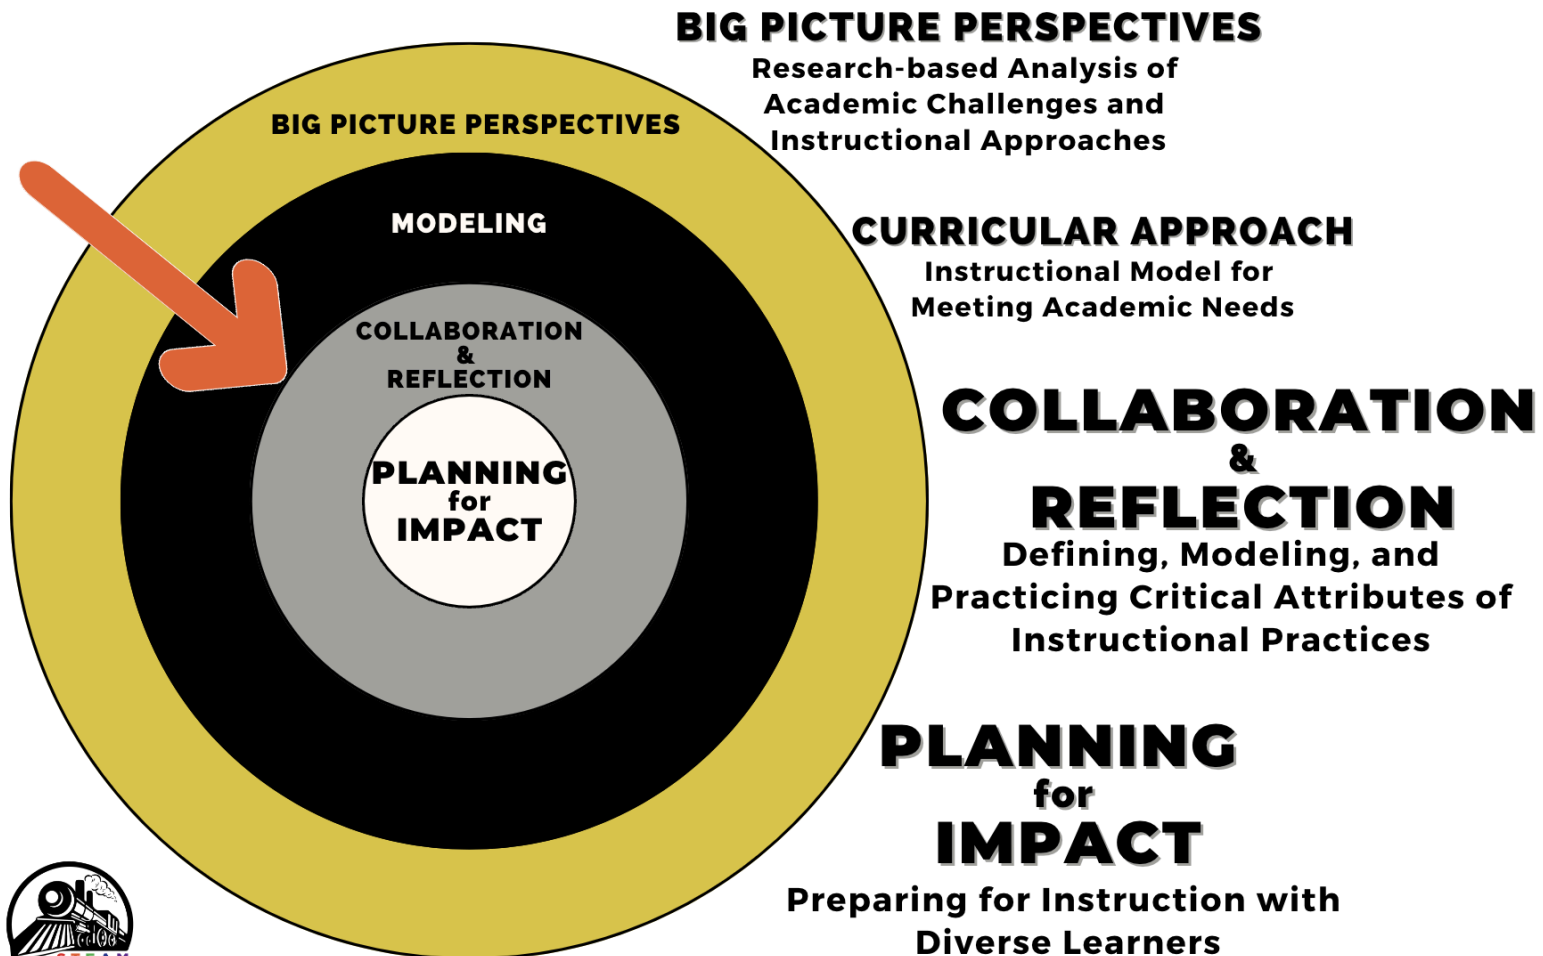 BIG PICTURE PERSPECTIVES
Research-based Analysis of
Academic Challenges and
Instructional Approaches
BIG PICTURE PERSPECTIVES
MODELING
COLLABORATION
&
REFLECTION
PLANNING
for
IMPACT
CURRICULAR APPROACH
Instructional Model for
Meeting Academic Needs
COLLABORATION
&
REFLECTION
Defining, Modeling, and
Practicing Critical Attributes of
Instructional Practices
PLANNING
for
IMPACT
Preparing for Instruction with
Diverse Learners
STEAM